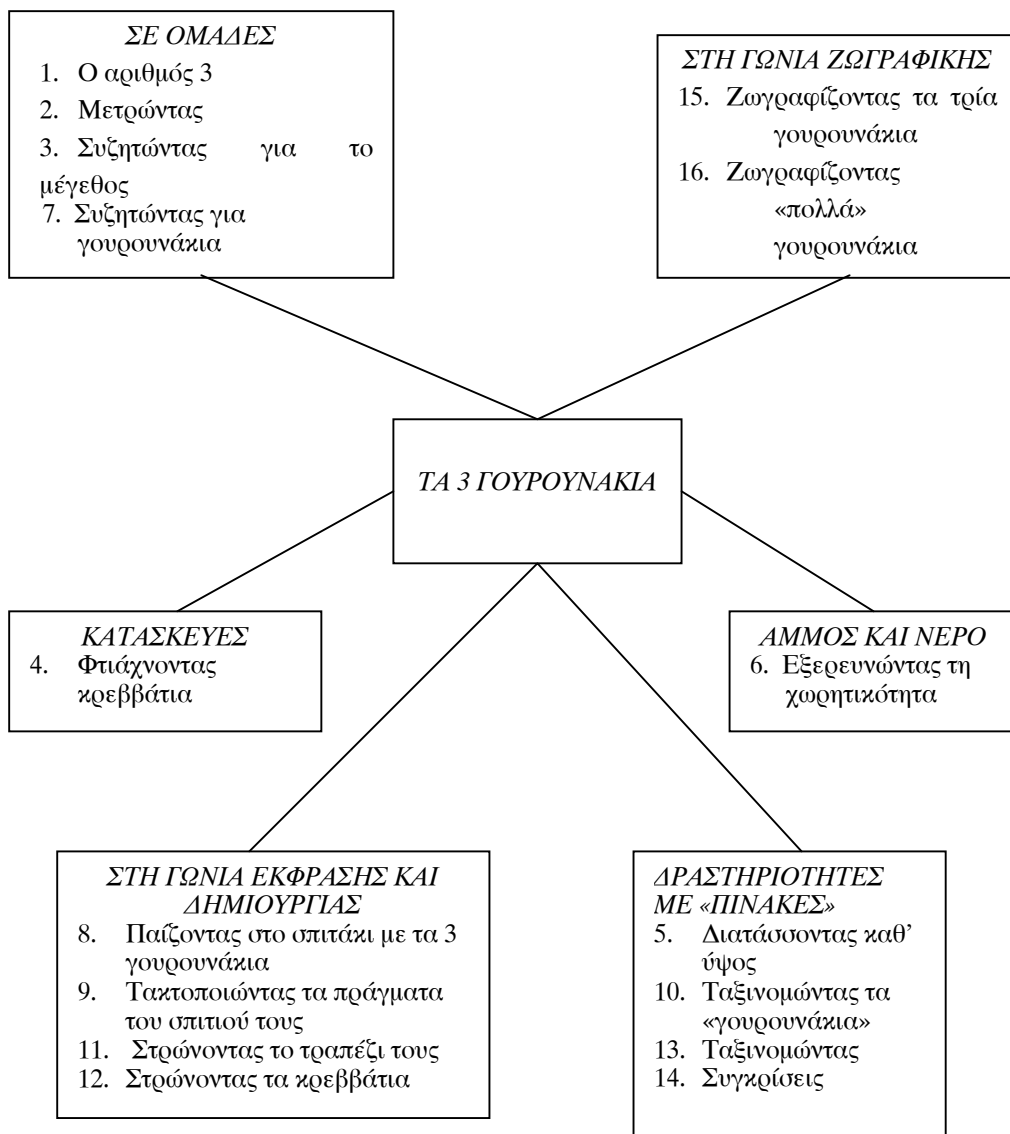 ΣΕ ΟΜΑΔΕΣ
1. Ο αριθμός 3
2. Μετρώντας
3. Συζητώντας για το
μέγεθος
7. Συζητώντας για
γουρουνάκια
ΣΤΗ ΓΩΝΙΑ ΖΩΓΡΑΦΙΚΗΣ
15. Ζωγραφίζοντας τα τρία
γουρουνάκια
16. Ζωγραφίζοντας
«πολλά»
γουρουνάκια
ΤΑ 3 ΓΟΥΡΟΥΝΑΚΙΑ
ΚΑΤΑΣΚΕΥΕΣ
4. Φτιάχνοντας
κρεββάτια
ΑΜΜΟΣ ΚΑΙ ΝΕΡΟ
6. Εξερευνώντας τη
χωρητικότητα
ΣΤΗ ΓΩΝΙΑ ΕΚΦΡΑΣΗΣ ΚΑΙ
ΔΗΜΙΟΥΡΓΙΑΣ
8. Παίζοντας στο σπιτάκι με τα 3
γουρουνάκια
9. Τακτοποιώντας τα πράγματα
του σπιτιού τους
11. Στρώνοντας το τραπέζι τους
12. Στρώνοντας τα κρεββάτια
ΔΡΑΣΤΗΡΙΟΤΗΤΕΣ
ΜΕ «ΠΙΝΑΚΕΣ»
5. Διατάσσοντας καθ’
ύψος
10. Ταξινομώντας τα
«γουρουνάκια»
13. Ταξινομώντας
14. Συγκρίσεις